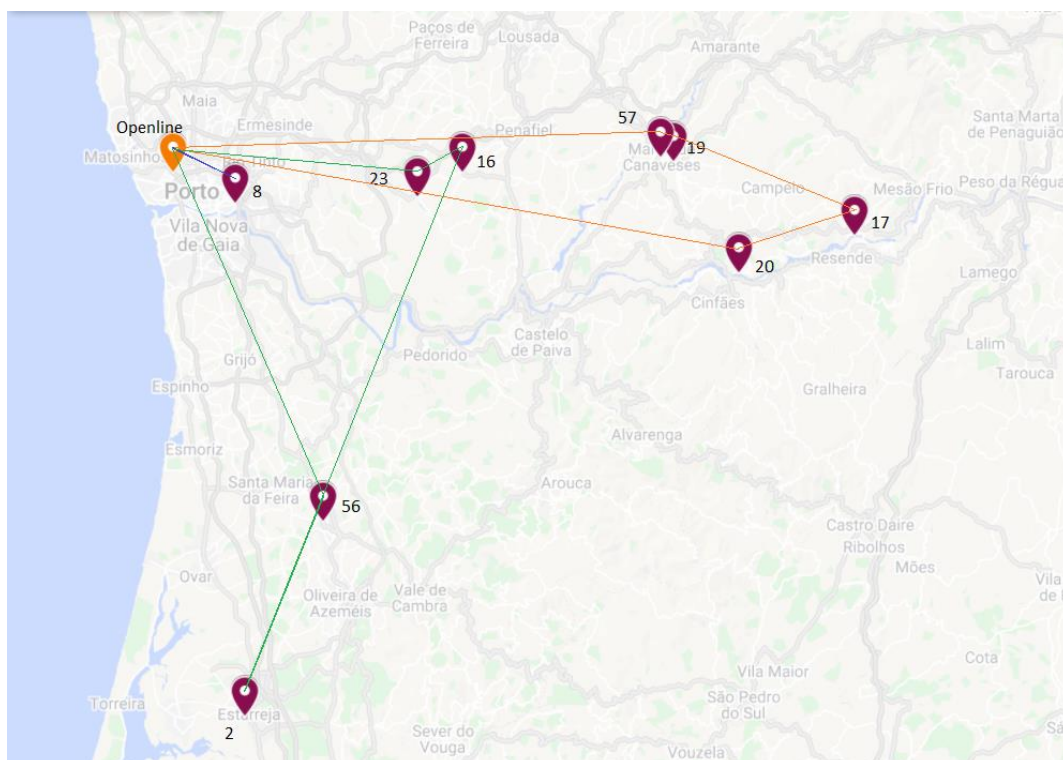 Paços de
Ferreira
Lousada
Amarante
Maia
Santa Marta
de Penaguião
Openline
Ermesinde
Penafiel
57
Matosinhos
16
19
Porto
8
23
Campelo
Mesão Frio
Peso da Régua
Vila Nova
de Gaia
17
20
Resende
Lamego
Cinfães
Castelo
de Paiva
Grijó
Pedorido
Lalim
Espinho
Tarouca
Gralheira
Esmoriz
Alvarenga
Santa Maria
da Feira
Arouca
56
Castro Daire
Ribolhos
Mões
Ovar
Oliveira de
Azeméis
Vale de
Cambra
Vila
Cota
Vila Maior
Torreira
São Pedro
do Sul
Estarreja
2
Sever do
Vouga
Vouzela